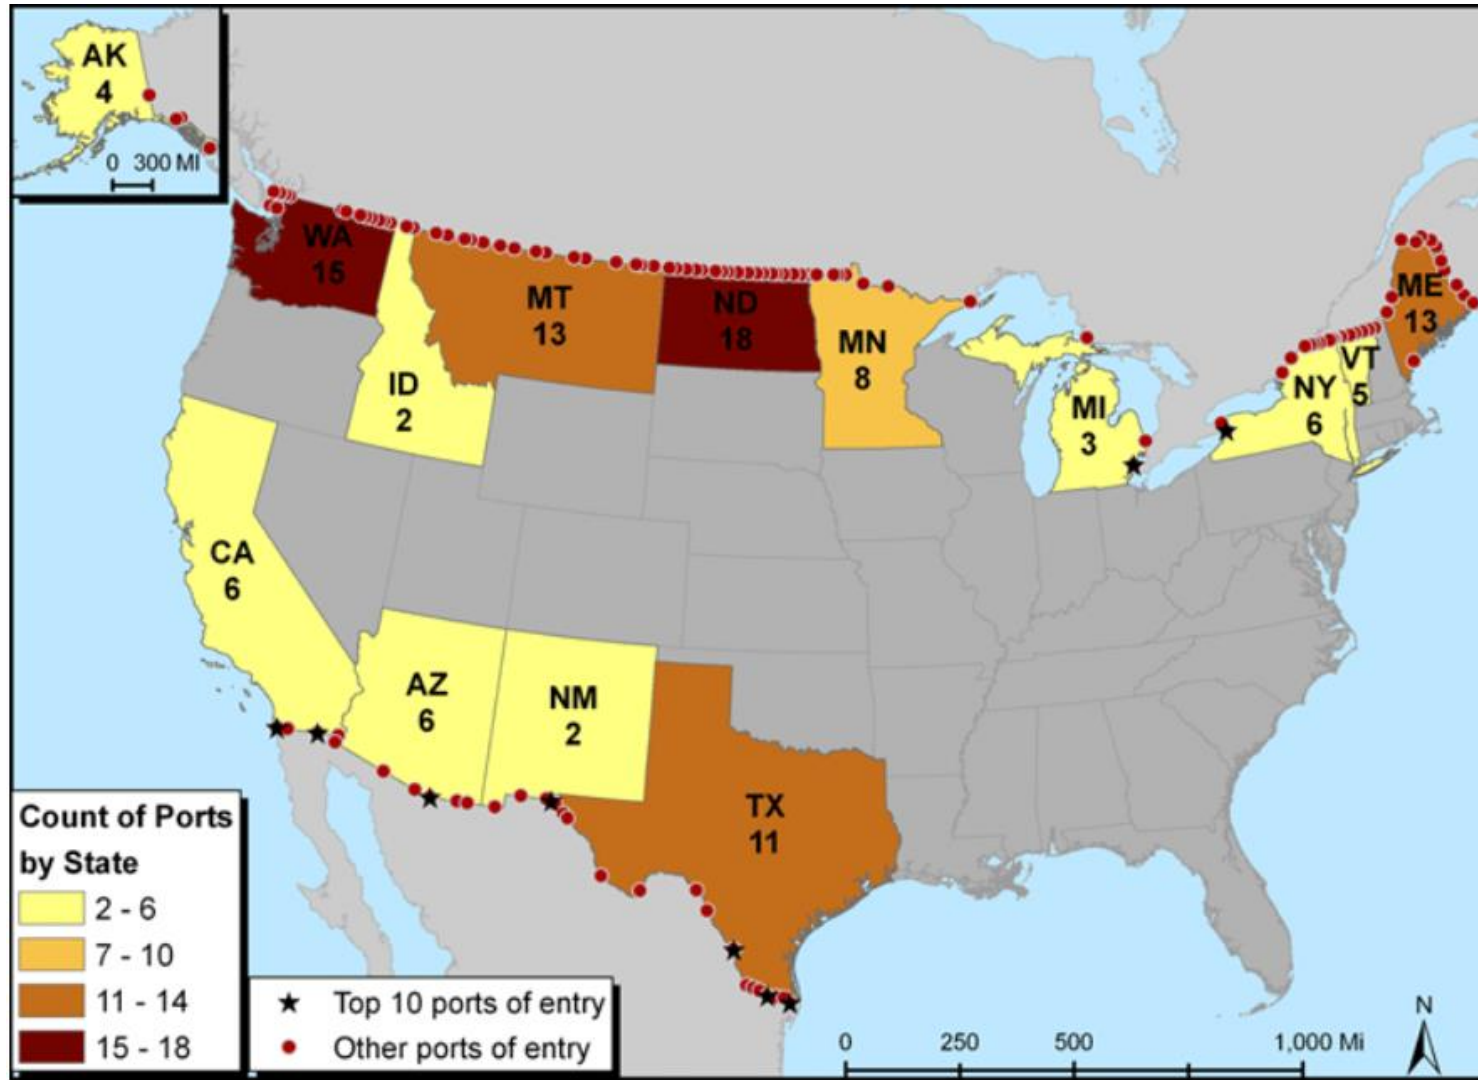 AK
4
0 300 MI
WA
15
MT
13
ND
18
MN
8
ID
2
MI
3
ME
13
VT
5
NY
6
CA
6
AZ
6
NM
2
TX
11
Count of Ports
by State
2 - 6
7 - 10
11 - 14
15 - 18
Top 10 ports of entry
Other ports of entry
0 250 500 1,000 Mi
N